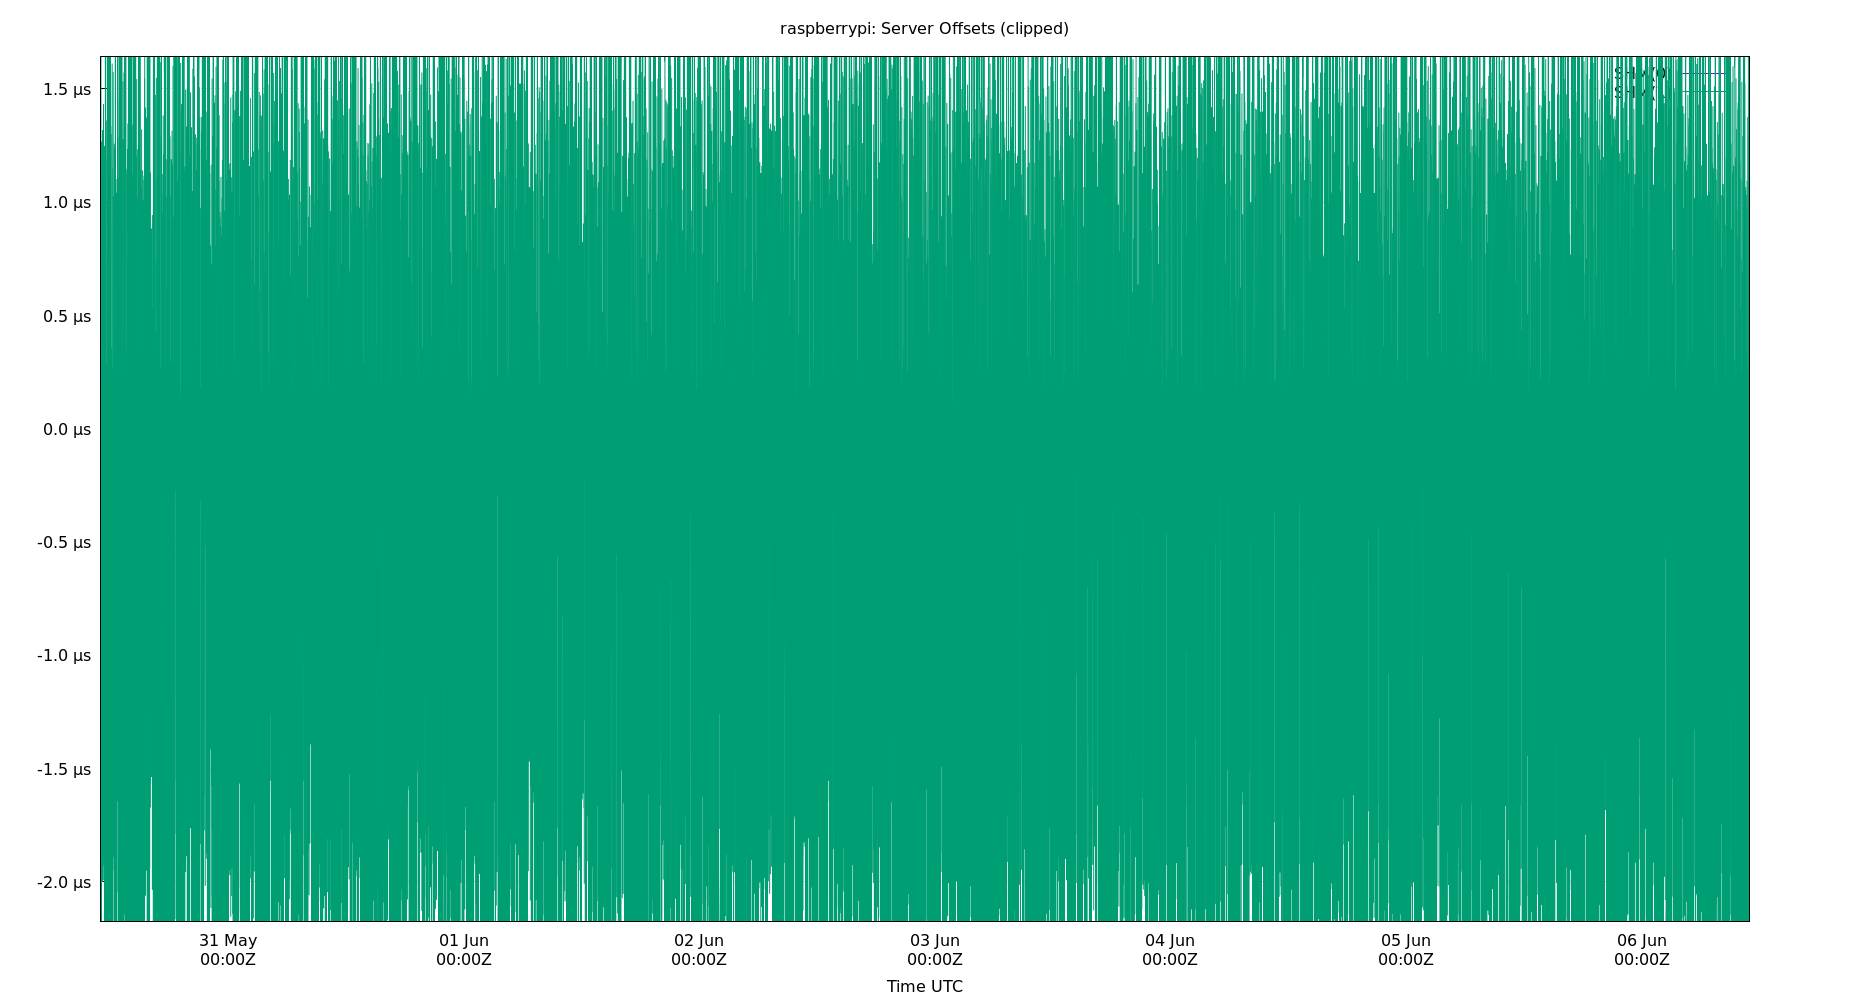 raspberrypi: Server Offsets (clipped)
1.5 µs
1.0 µs
0.5 µs
0.0 µs
-0.5 µs
-1.0 µs
-1.5 µs
-2.0 µs
31 May
00:00Z
01 Jun
00:00Z
02 Jun
00:00Z
03 Jun
00:00Z
04 Jun
00:00Z
05 Jun
00:00Z
06 Jun
00:00Z
Time UTC